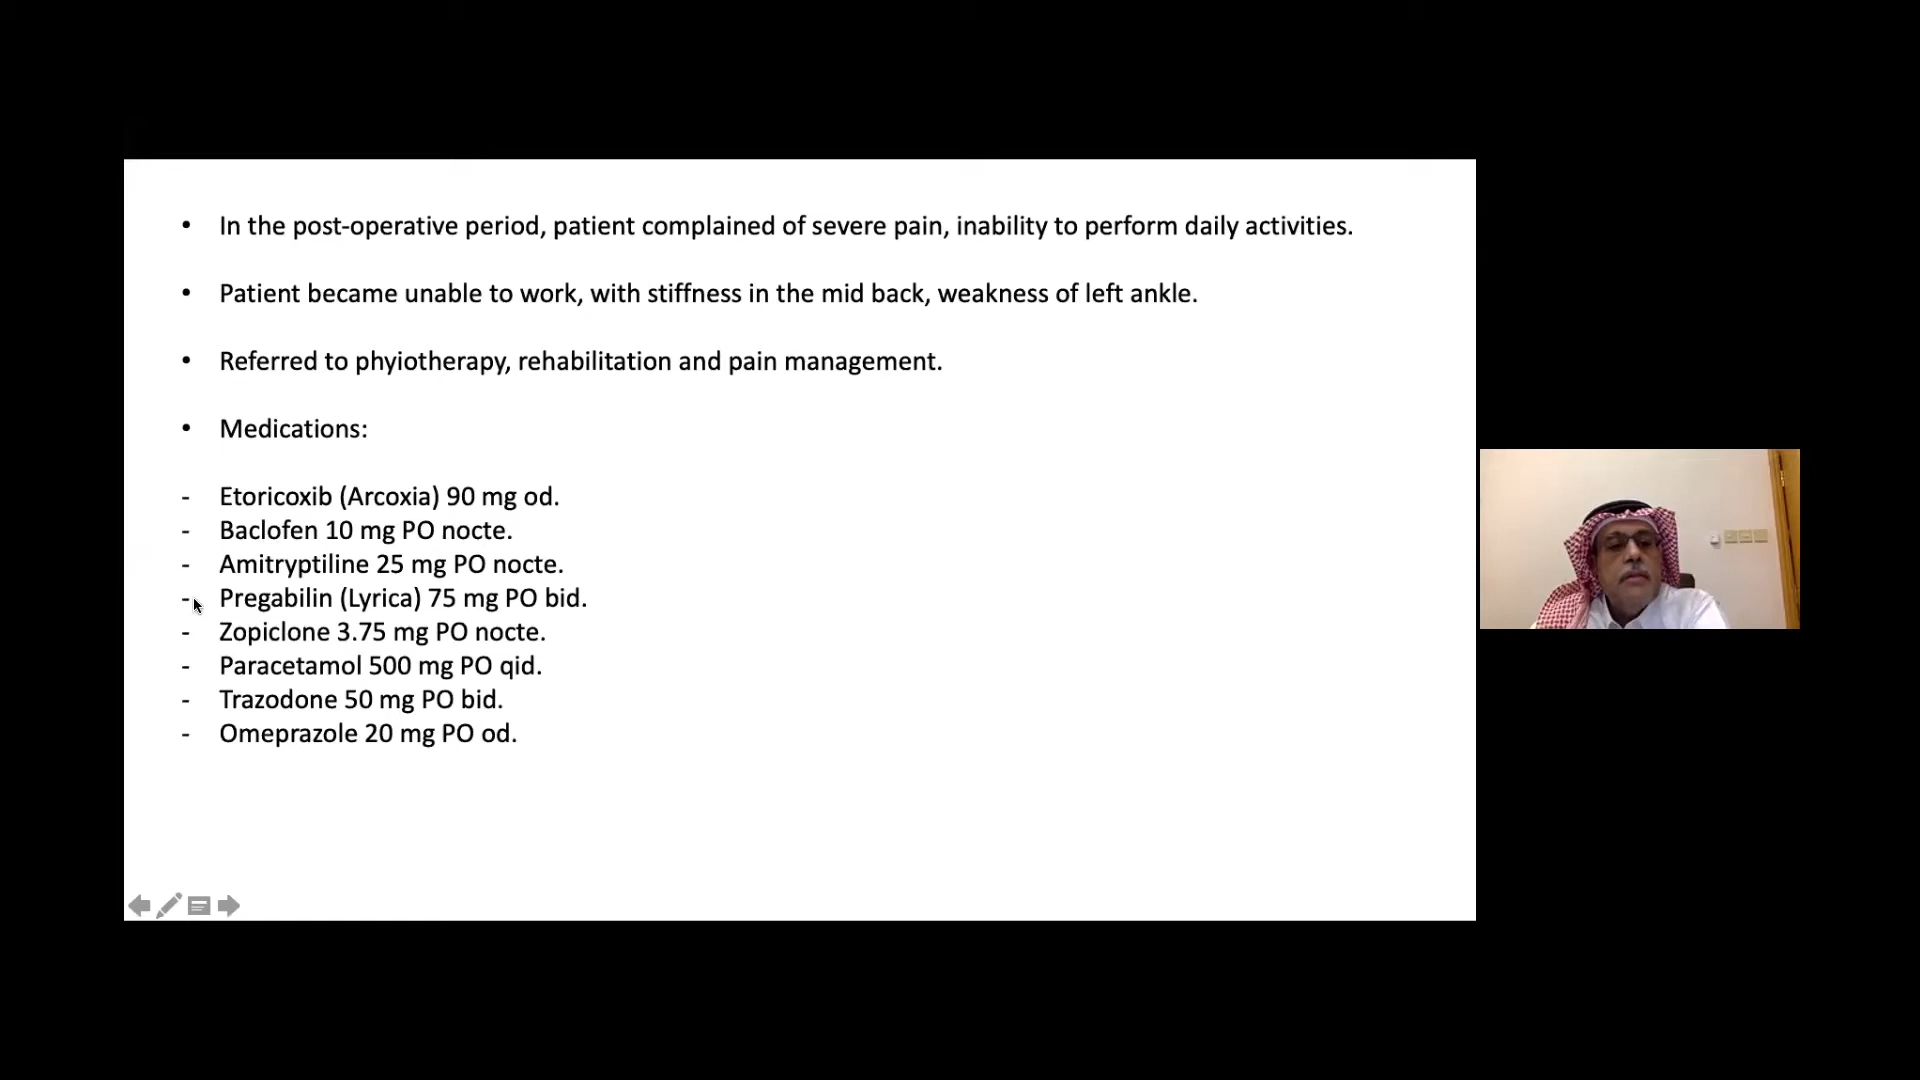 • In the post-operative period, patient complained of severe pain, inability to perform daily activities.
• Patient became unable to work, with stiffness in the mid back, weakness of left ankle.
• Referred to phyiotherapy, rehabilitation and pain management.
• Medications:
- Etoricoxib (Arcoxia) 90 mg od.
- Baclofen 10 mg PO nocte.
- Amitryptiline 25 mg PO nocte.
- Pregabilin (Lyrica) 75 mg PO bid.
- Zopiclone 3.75 mg PO nocte.
- Paracetamol 500 mg PO qid.
- Trazodone 50 mg PO bid.
- Omeprazole 20 mg PO od.